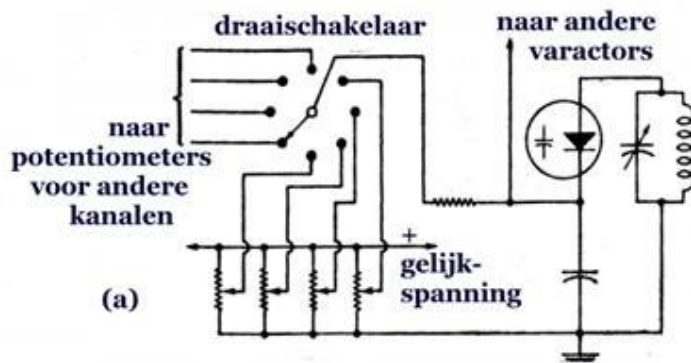 draaischakelaar
naar andere
varactors
naar
potentiometers
voor andere
kanalen
+
gelijk-
spanning
(a)